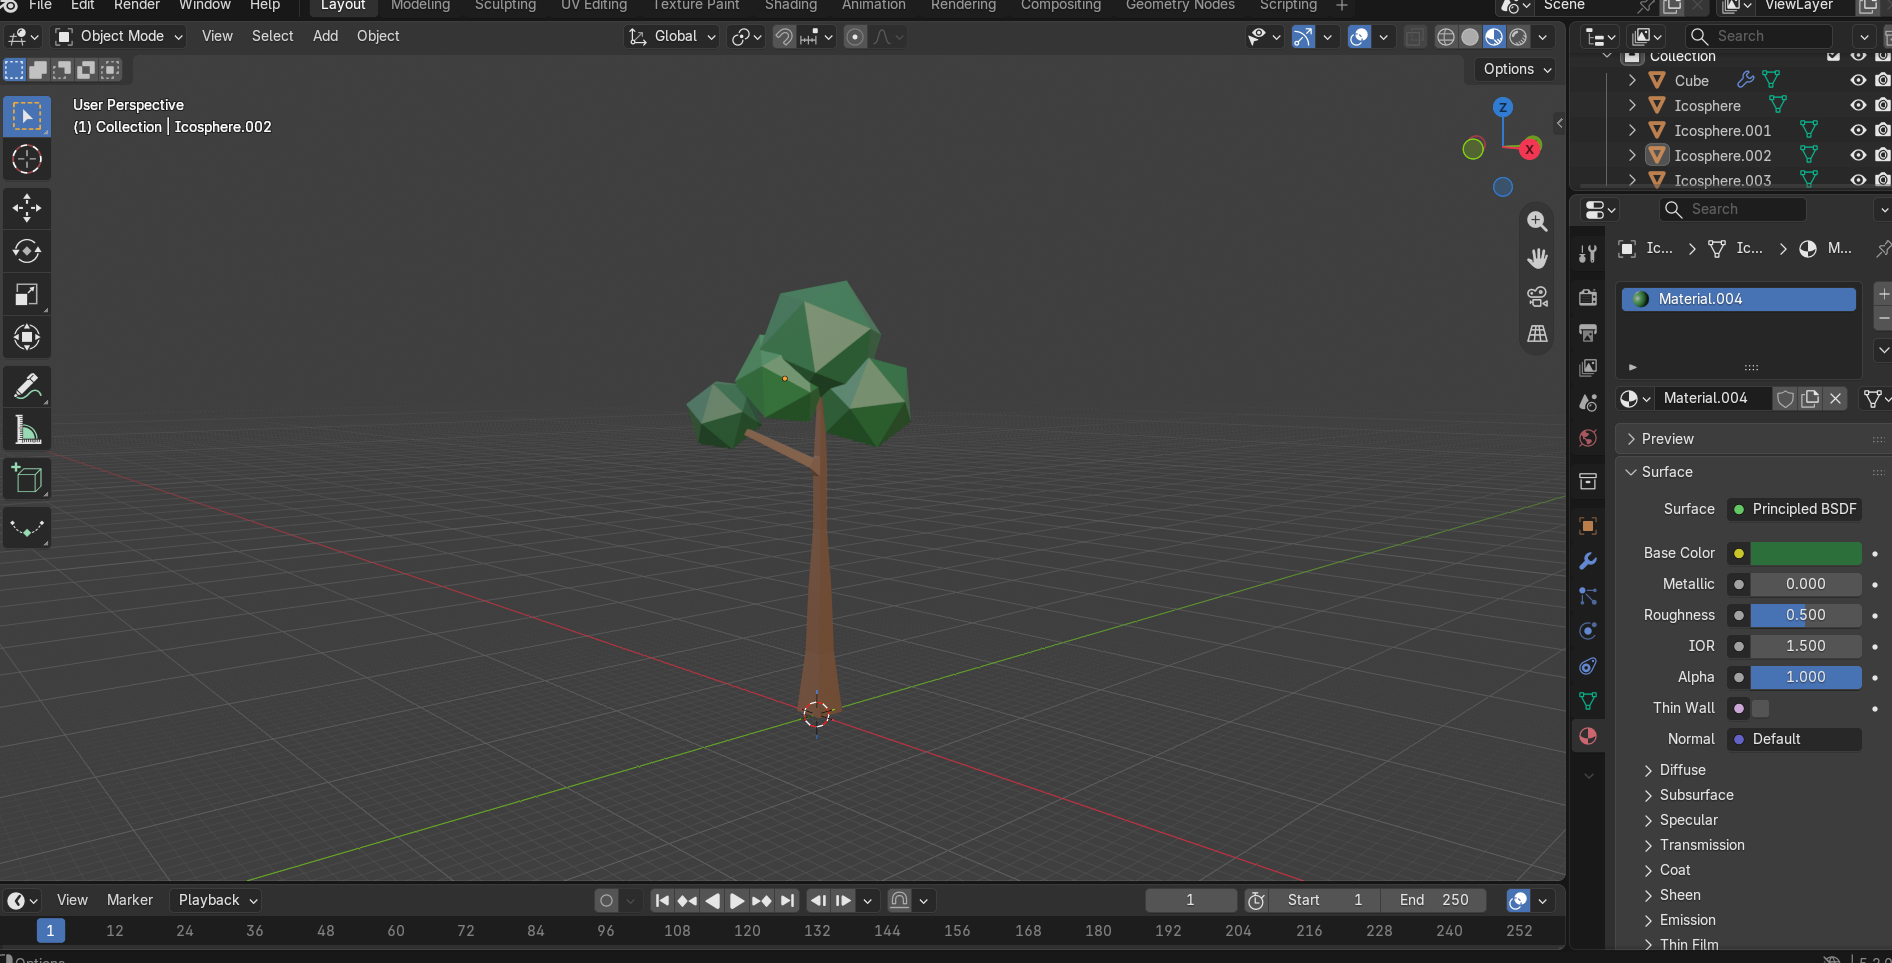 File Edit Render Window Help Layout Modeling Sculpting UV Editing Texture Paint Shading Animation Rendering Compositing Geometry Nodes Scripting + Scene ViewLayer
Object Mode View Select Add Object Global Search
Options
User Perspective
(1) Collection | Icosphere.002
Z
X
Collection
Cube
Icosphere
Icosphere.001
Icosphere.002
Icosphere.003
Search
Ic... Ic... M...
Material.004
Material.004
Preview
Surface
Surface Principled BSDF
Base Color
Metallic 0.000
Roughness 0.500
IOR 1.500
Alpha 1.000
Thin Wall
Normal Default
Diffuse
Subsurface
Specular
Transmission
Coat
Sheen
Emission
Thin Film
View Marker Playback 1 Start 1 End 250
1 12 24 36 48 60 72 84 96 108 120 132 144 156 168 180 192 204 216 228 240 252
Options